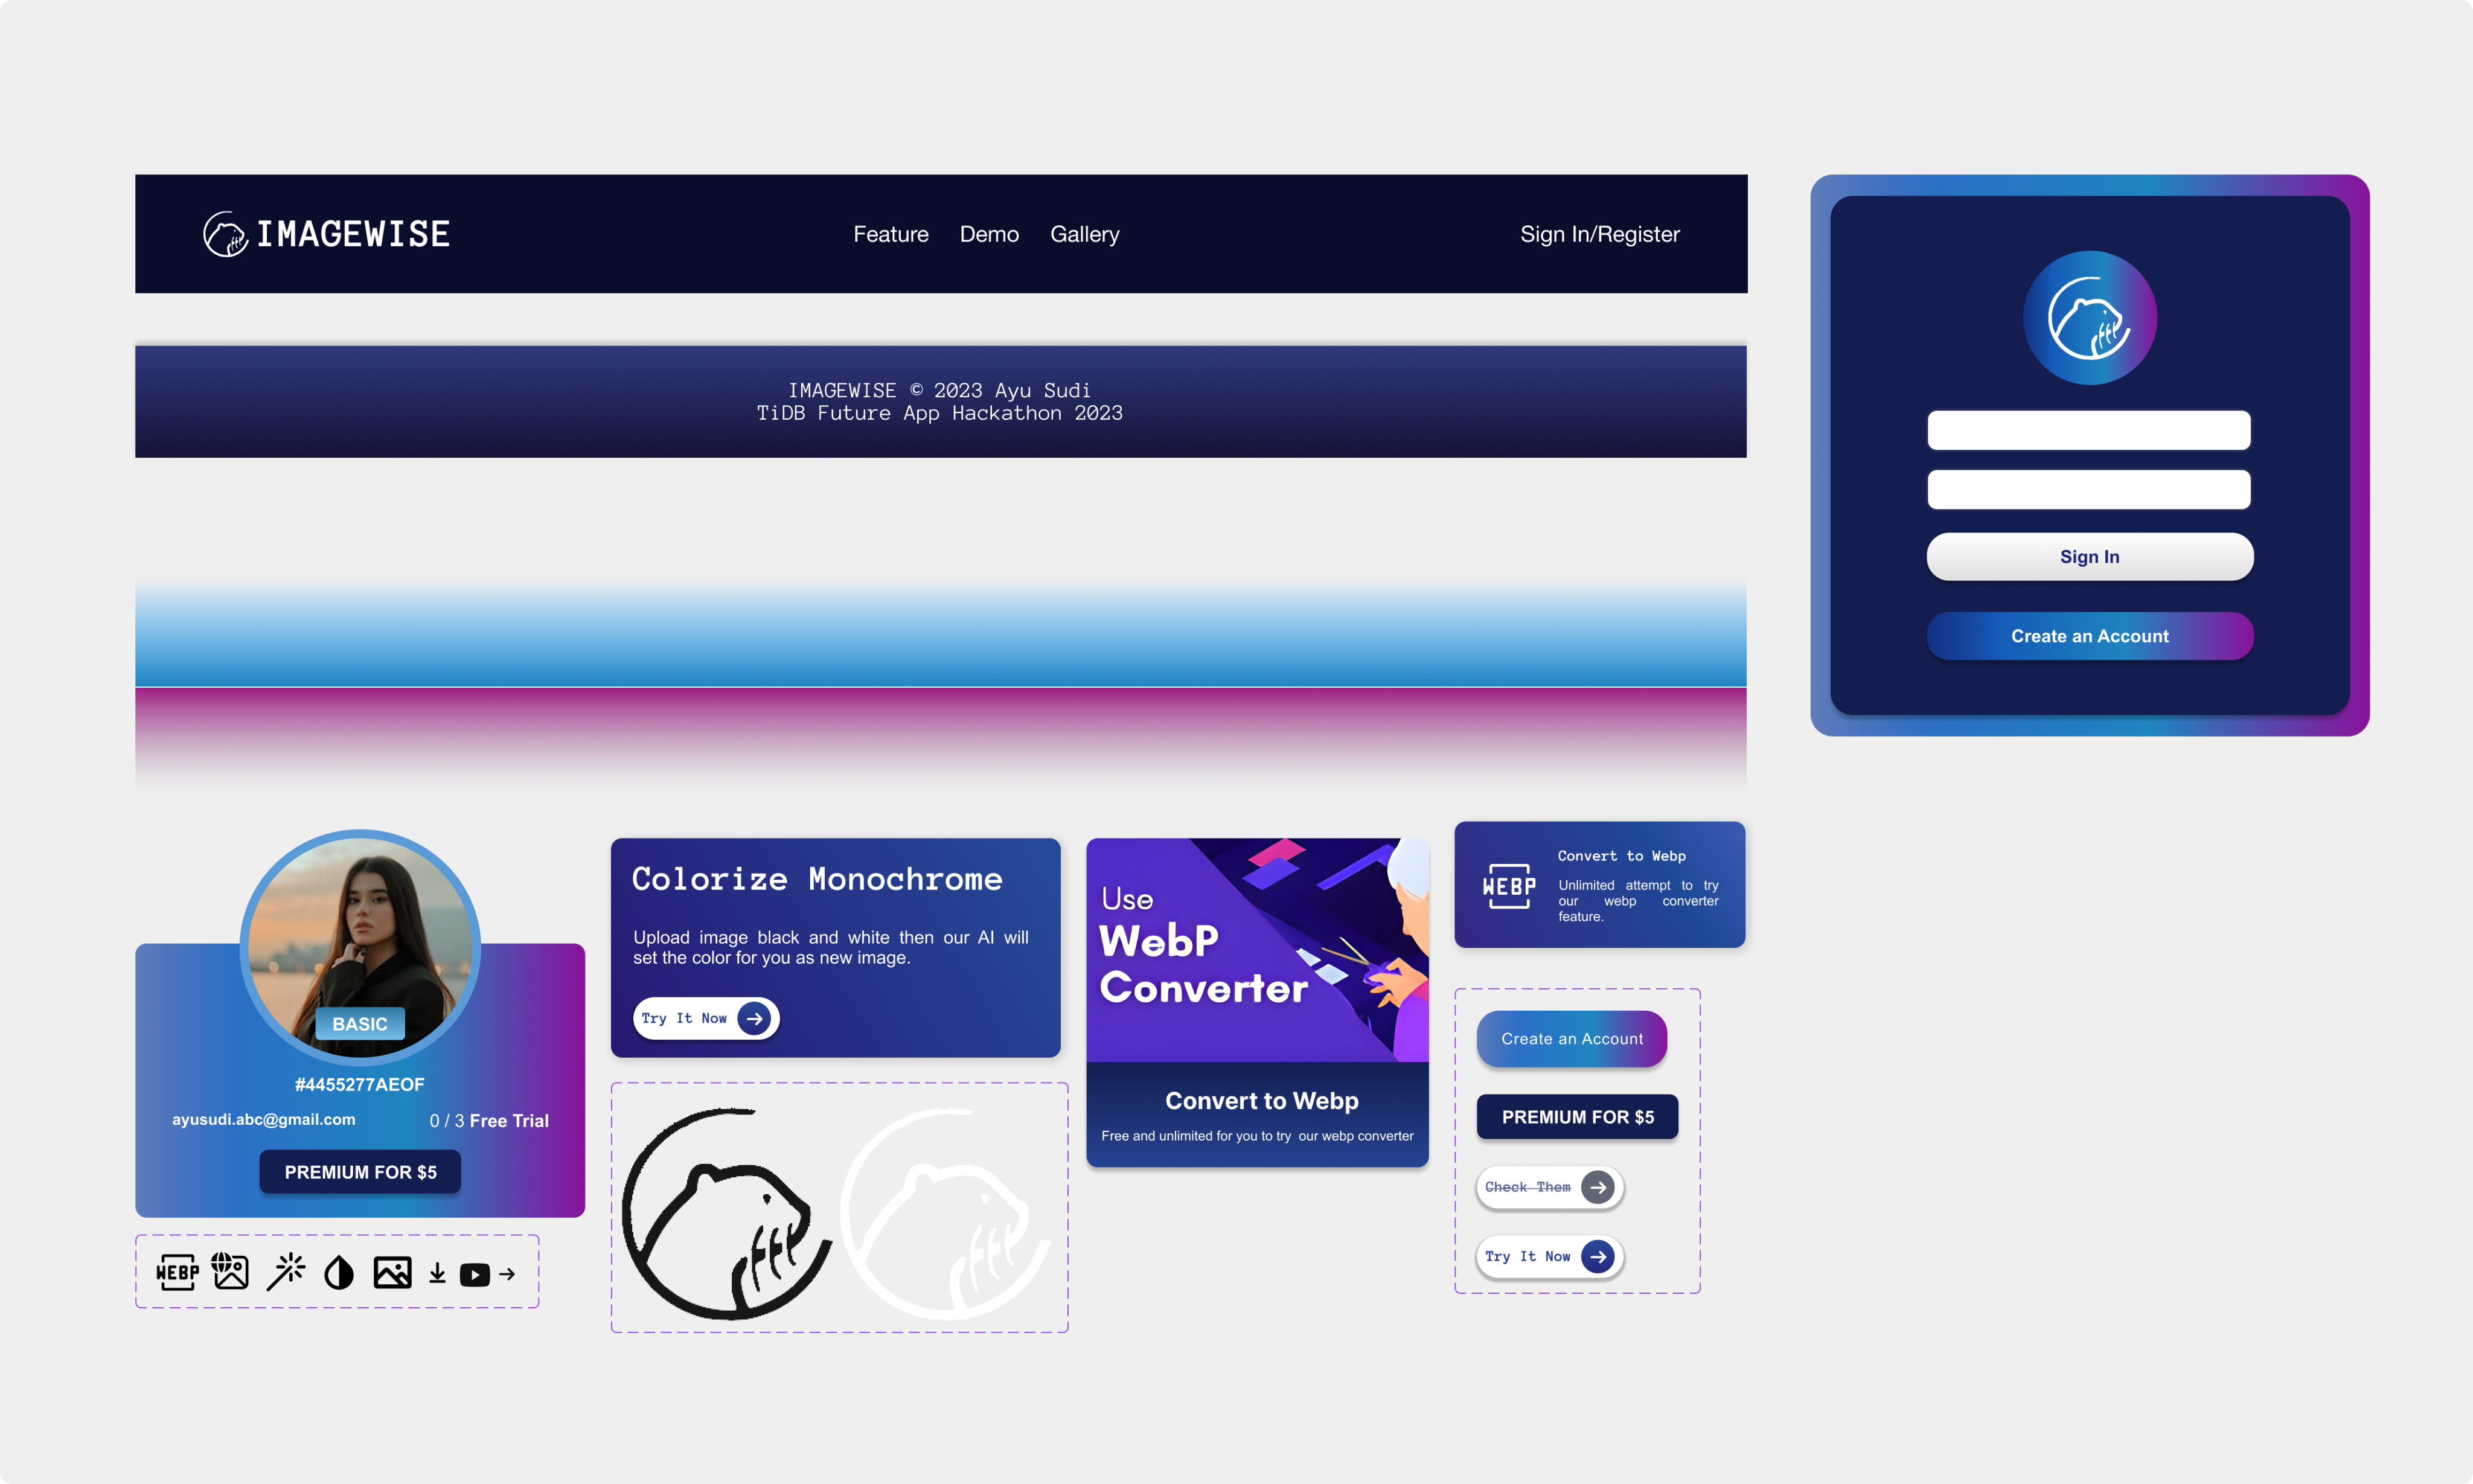 IMAGEWISE
Feature Demo Gallery
Sign In/Register
IMAGEWISE © 2023 Ayu Sudi
TiDB Future App Hackathon 2023
Sign In
Create an Account
BASIC
#4455277AEOF
ayusudi.abc@gmail.com
0 / 3 Free Trial
PREMIUM FOR $5
WEBP
Colorize Monochrome
Upload image black and white then our AI will
set the color for you as new image.
Try It Now
Use
WebP
Converter
Convert to Webp
Free and unlimited for you to try our webp converter
WEBP
Convert to Webp
Unlimited attempt to try
our webp converter
feature.
Create an Account
PREMIUM FOR $5
Check Them
Try It Now